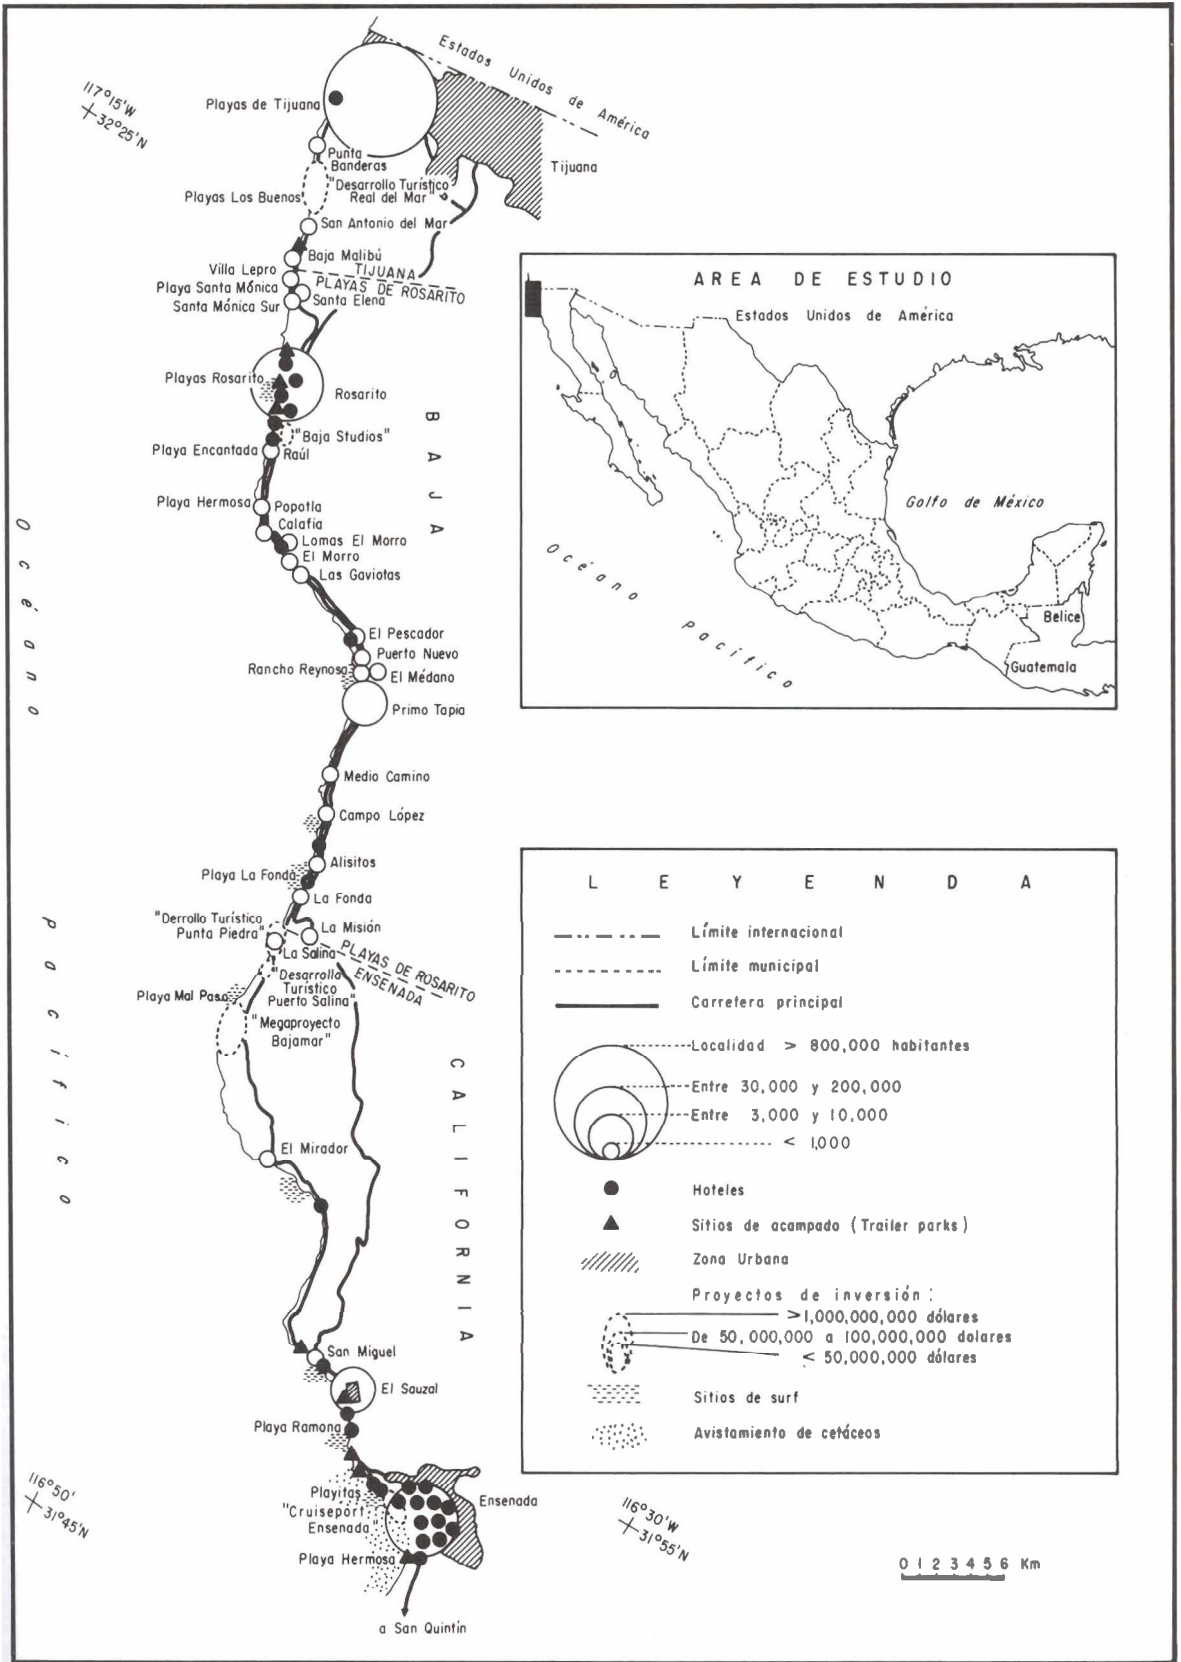 Estados Unidos de América
117°15'W
32°25'N
Playas de Tijuana
Tijuana
Punta
Banderas
"Desarrollo Turístico
Real del Mar"
Playas Los Buenos
San Antonio del Mar
Baja Malibú
Villa Lepro
TIJUANA
PLAYAS DE ROSARITO
Playa Santa Mónica
Santa Elena
Santa Mónica Sur
Playas Rosarito
Rosarito
"Baja Studios"
Playa Encantada
Raúl
Playa Hermosa
Popotla
Calafia
Lomas El Morro
El Morro
Las Gaviotas
El Pescador
Puerto Nuevo
Rancho Reynosa
El Médano
Primo Tapia
Medio Camino
Campo López
Alisitos
Playa La Fonda
La Fonda
"Derrollo Turístico
Punta Piedra"
La Misión
La Salina
PLAYAS DE ROSARITO
ENSENADA
"Desarrollo
Turístico
Puerto Salina"
Playa Mal Paso
"Megaproyecto
Bajamar"
El Mirador
San Miguel
El Sauzal
Playa Ramona
Playitas
Ensenada
"Cruiseport
Ensenada"
Playa Hermosa
a San Quintín
BAJA
CALIFORNIA
Océano
Pacífico
116°50'
31°45'N
116°30'W
31°55'N
AREA DE ESTUDIO
Estados Unidos de América
Golfo de México
Océano Pacífico
Belice
Guatemala
LEYENDA
Límite internacional
Límite municipal
Carretera principal
Localidad > 800,000 habitantes
Entre 30,000 y 200,000
Entre 3,000 y 10,000
< 1,000
Hoteles
Sitios de acampado (Trailer parks)
Zona Urbana
Proyectos de inversión:
>1,000,000,000 dólares
De 50,000,000 a 100,000,000 dolares
< 50,000,000 dólares
Sitios de surf
Avistamiento de cetáceos
0 1 2 3 4 5 6 Km